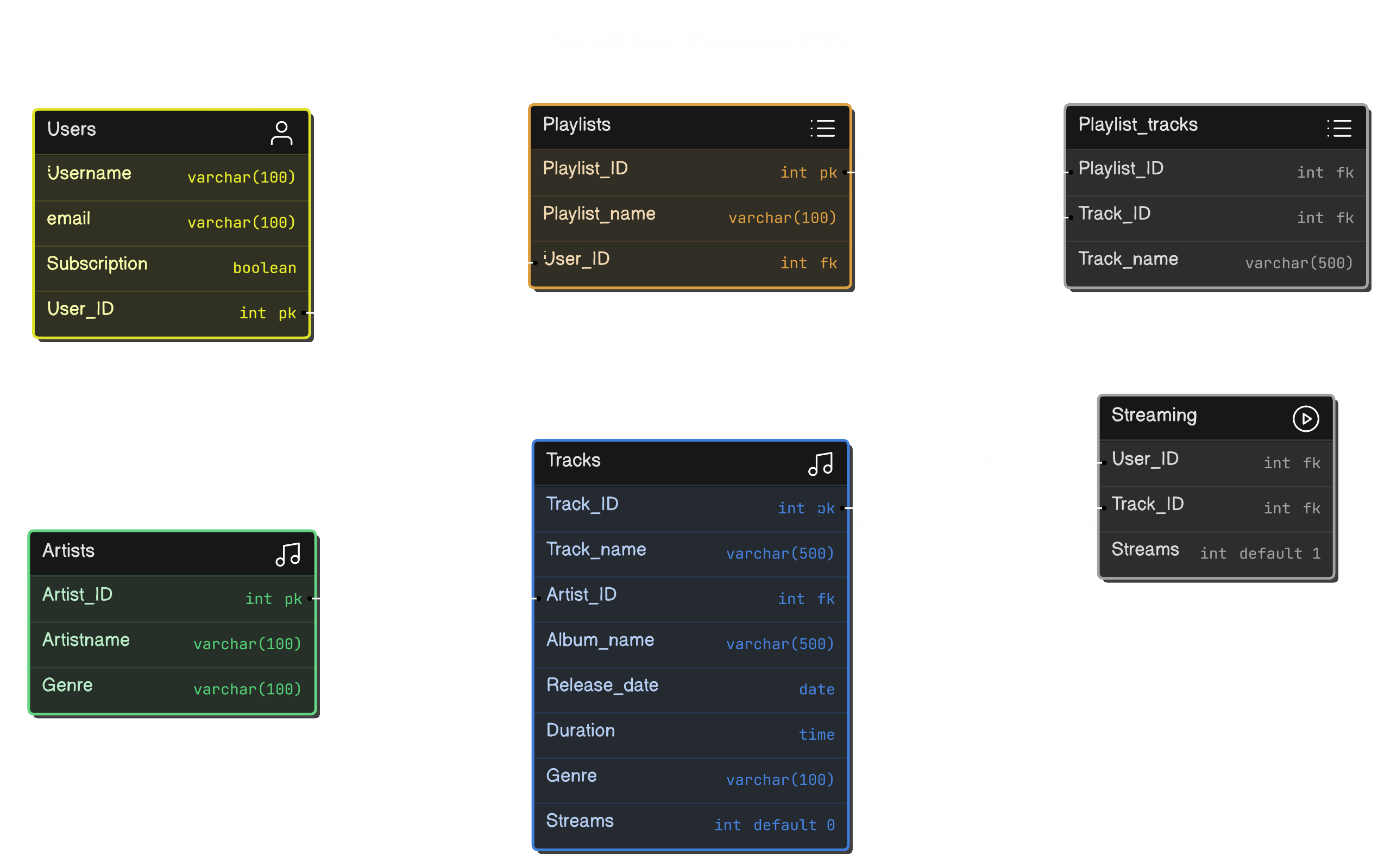 Users
Username varchar(100)
email varchar(100)
Subscription boolean
User_ID int pk
Playlists
Playlist_ID int pk
Playlist_name varchar(100)
User_ID int fk
Playlist_tracks
Playlist_ID int fk
Track_ID int fk
Track_name varchar(500)
Streaming
User_ID int fk
Track_ID int fk
Streams int default 1
Artists
Artist_ID int pk
Artistname varchar(100)
Genre varchar(100)
Tracks
Track_ID int pk
Track_name varchar(500)
Artist_ID int fk
Album_name varchar(500)
Release_date date
Duration time
Genre varchar(100)
Streams int default 0